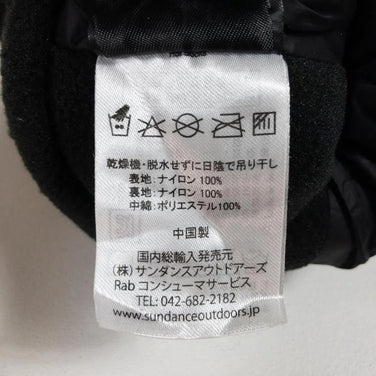 乾燥機・脱水せずに日陰で吊り干し
表地：ナイロン 100%
裏地：ナイロン 100%
中綿：ポリエステル100%
中国製
国内総輸入発売元
（株）サンダンスアウトドアーズ
Rab コンシューマサービス
TEL: 042-682-2182
www.sundanceoutdoors.jp/